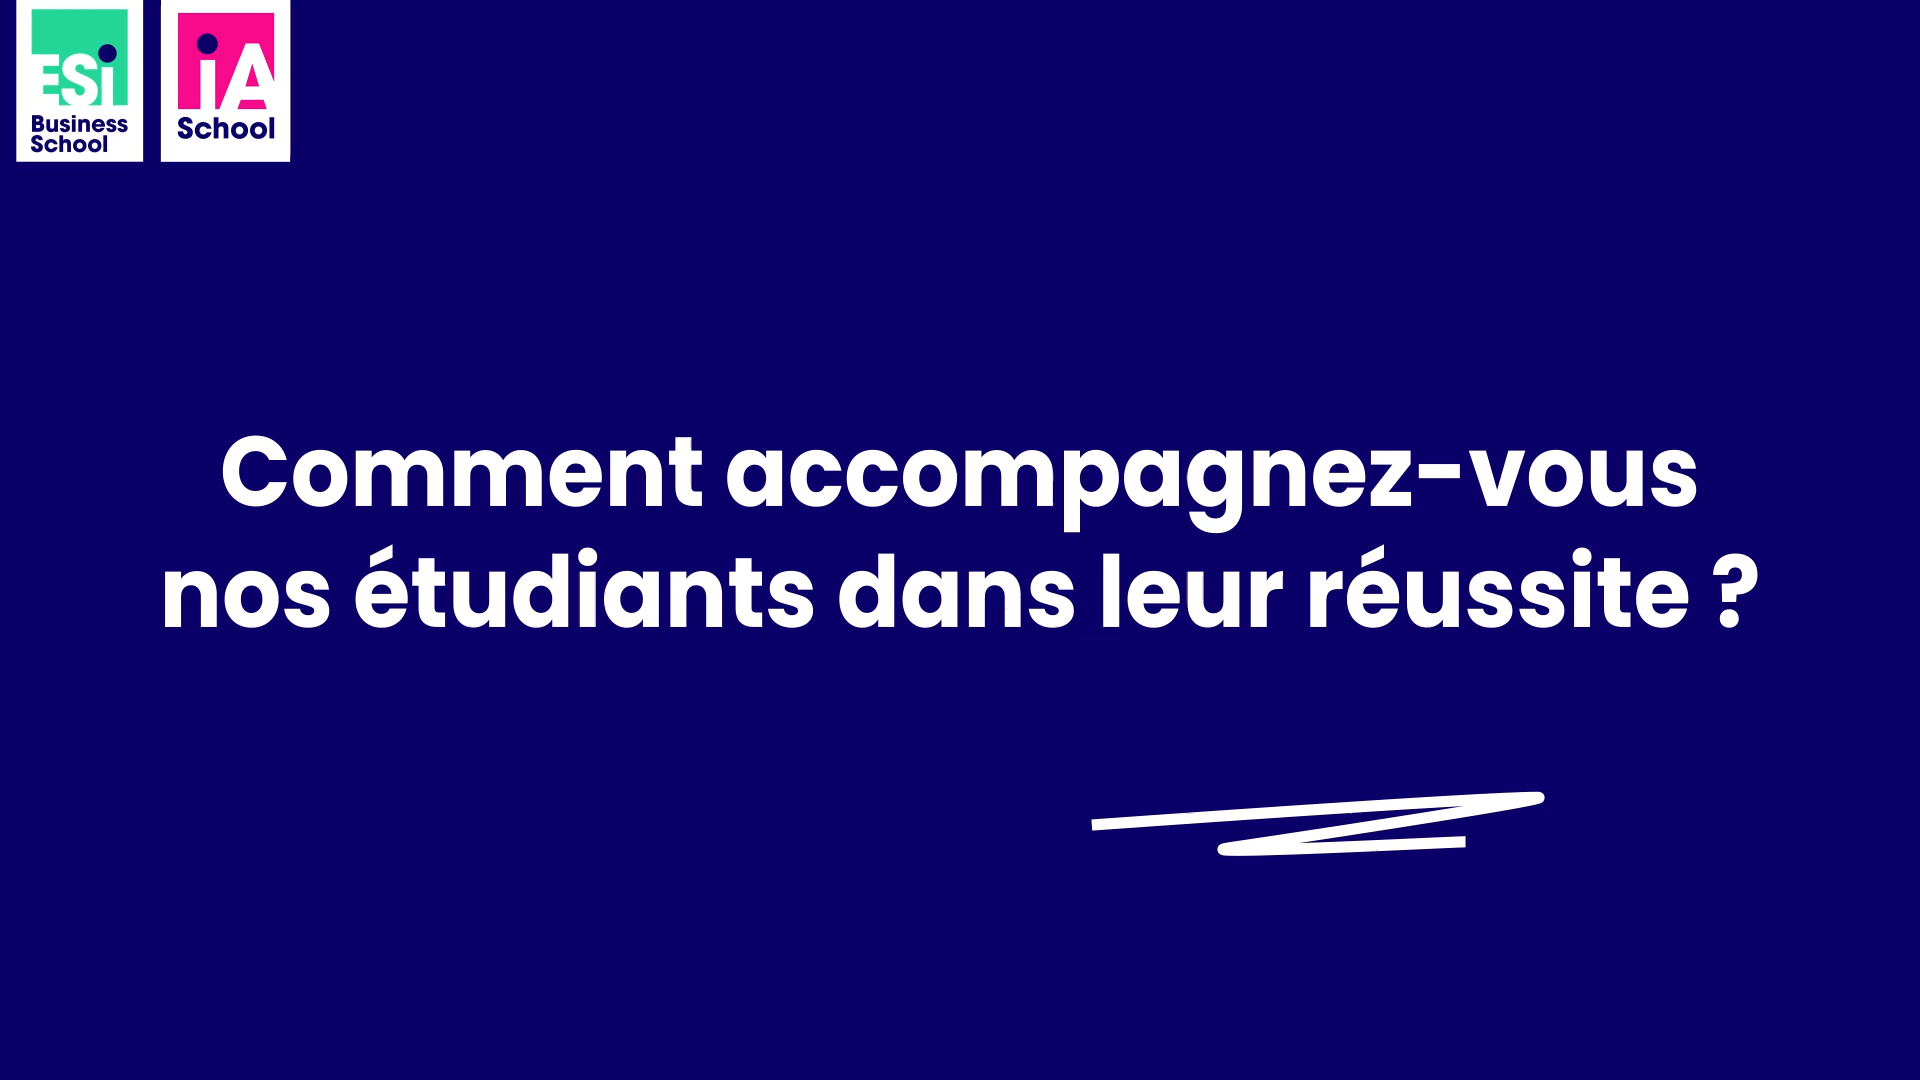 ESi
Business
School
iA
School
Comment accompagnez-vous
nos étudiants dans leur réussite ?